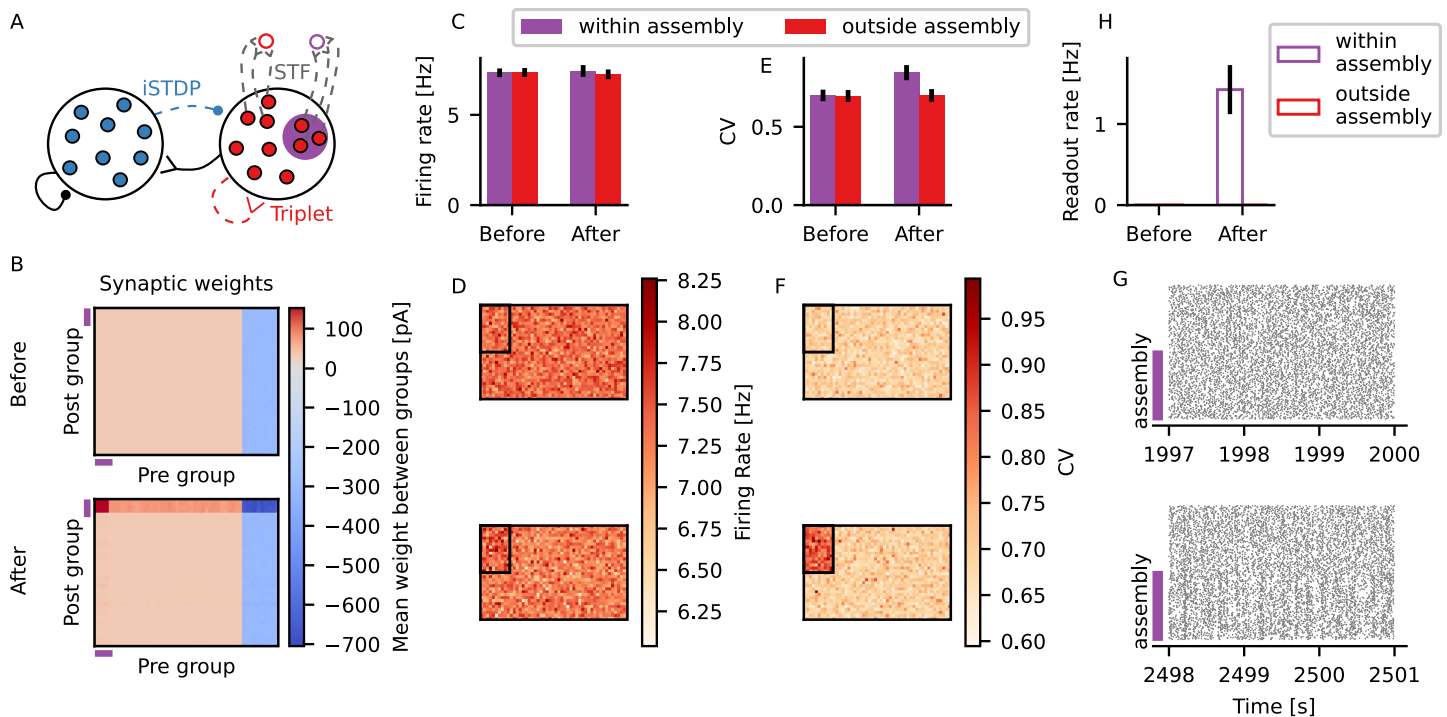 A
iSTDP
STF
Triplet
C
within assembly
outside assembly
Firing rate [Hz]
5
0
Before
After
E
CV
0.5
0.0
Before
After
H
Readout rate [Hz]
1
0
Before
After
within
assembly
outside
assembly
B
Synaptic weights
Before
Post group
Pre group
After
Post group
Pre group
100
0
−100
−200
−300
−400
−500
−600
−700
Mean weight between groups [pA]
D
8.25
8.00
7.75
7.50
7.25
7.00
6.75
6.50
6.25
Firing Rate [Hz]
F
0.95
0.90
0.85
0.80
0.75
0.70
0.65
0.60
CV
G
assembly
1997
1998
1999
2000
assembly
2498
2499
2500
2501
Time [s]